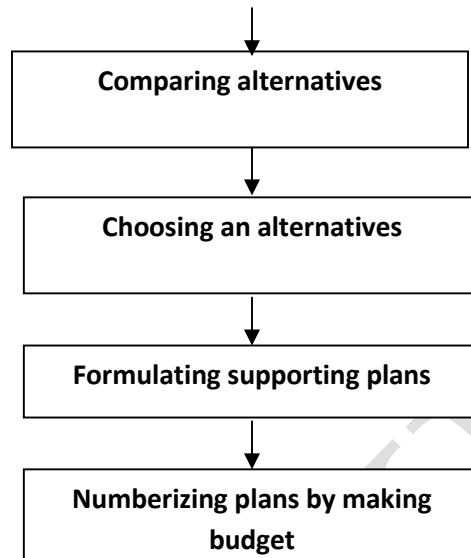 Comparing alternatives
Choosing an alternatives
Formulating supporting plans
Numberizing plans by making
budget